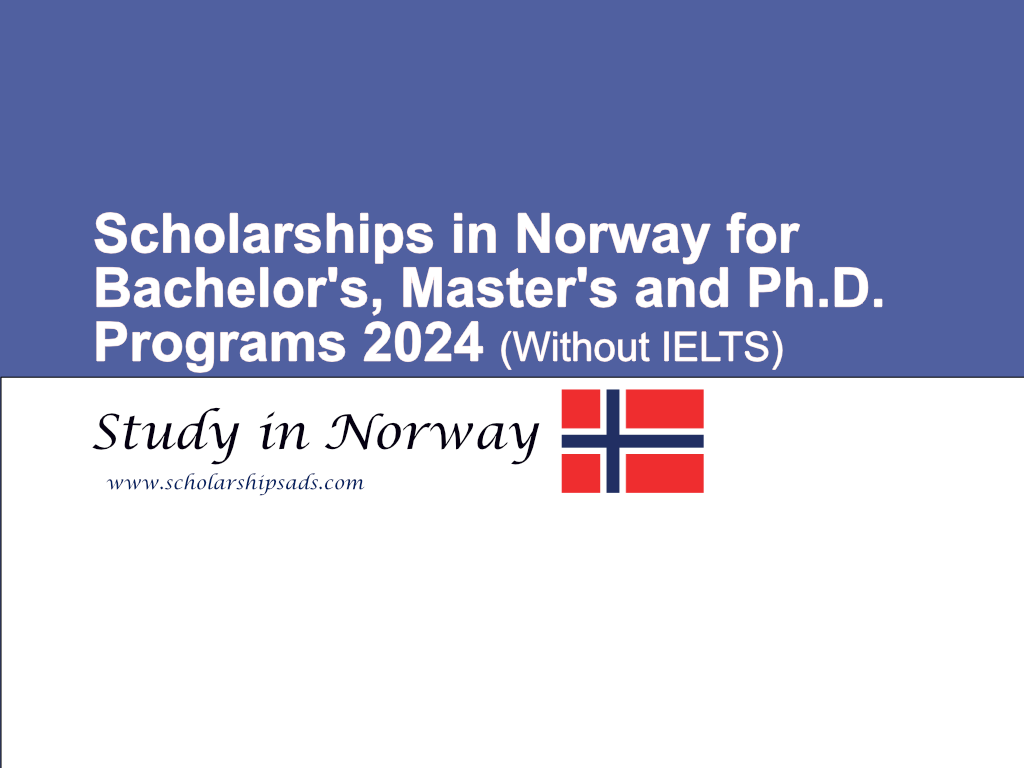 Scholarships in Norway for
Bachelor's, Master's and Ph.D.
Programs 2024 (Without IELTS)
Study in Norway
www.scholarshipsads.com